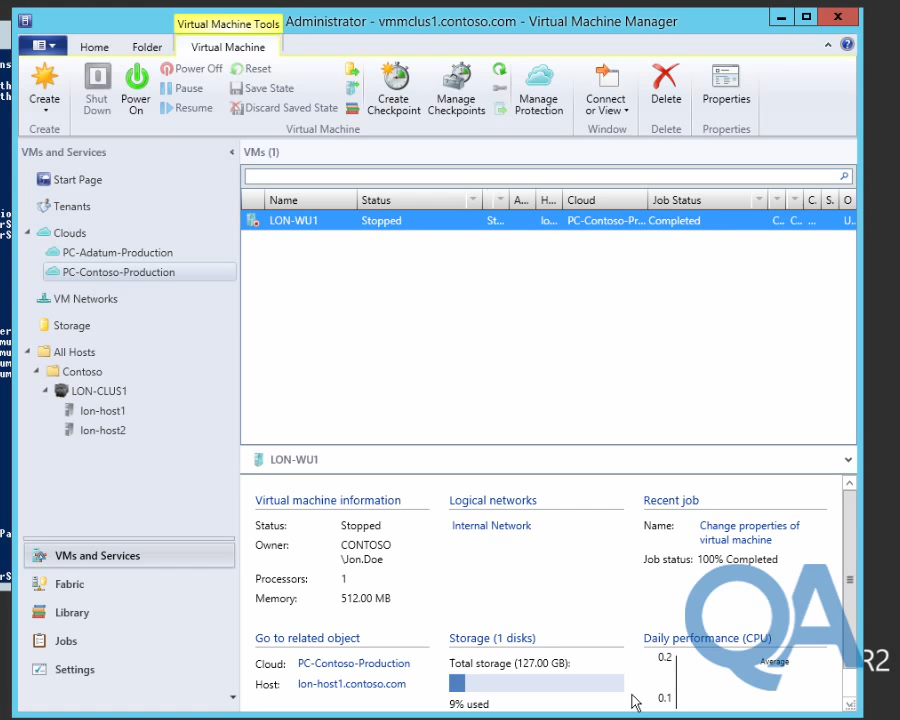 Administrator - vmmclus1.contoso.com - Virtual Machine Manager
Virtual Machine Tools
Home
Folder
Virtual Machine
Create
Shut Down
Power On
Power Off
Pause
Resume
Reset
Save State
Discard Saved State
Create Checkpoint
Manage Checkpoints
Manage Protection
Connect or View
Delete
Properties
Create
Virtual Machine
Window
Delete
Properties
VMs and Services
Start Page
Tenants
Clouds
PC-Adatum-Production
PC-Contoso-Production
VM Networks
Storage
All Hosts
Contoso
LON-CLUS1
lon-host1
lon-host2
VMs and Services
Fabric
Library
Jobs
Settings
VMs (1)
Name Status A... H... Cloud Job Status C. S. O
LON-WU1 Stopped St... lo... PC-Contoso-Pr... Completed C... C... ... U...
LON-WU1
Virtual machine information
Status: Stopped
Owner: CONTOSO
\Jon.Doe
Processors: 1
Memory: 512.00 MB
Logical networks
Internal Network
Recent job
Name: Change properties of
virtual machine
Job status: 100% Completed
Go to related object
Cloud: PC-Contoso-Production
Host: lon-host1.contoso.com
Storage (1 disks)
Total storage (127.00 GB):
9% used
Daily performance (CPU)
0.2
Average
0.1
QA
R2